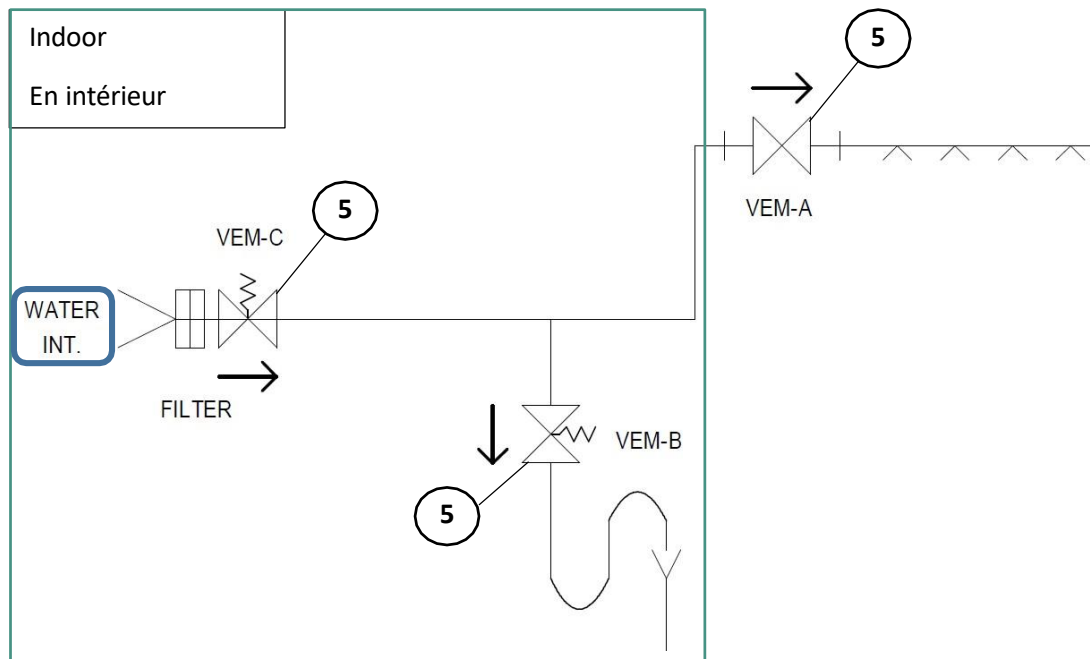 Indoor
En intérieur
5
VEM-A
5
VEM-C
WATER
INT.
FILTER
VEM-B
5